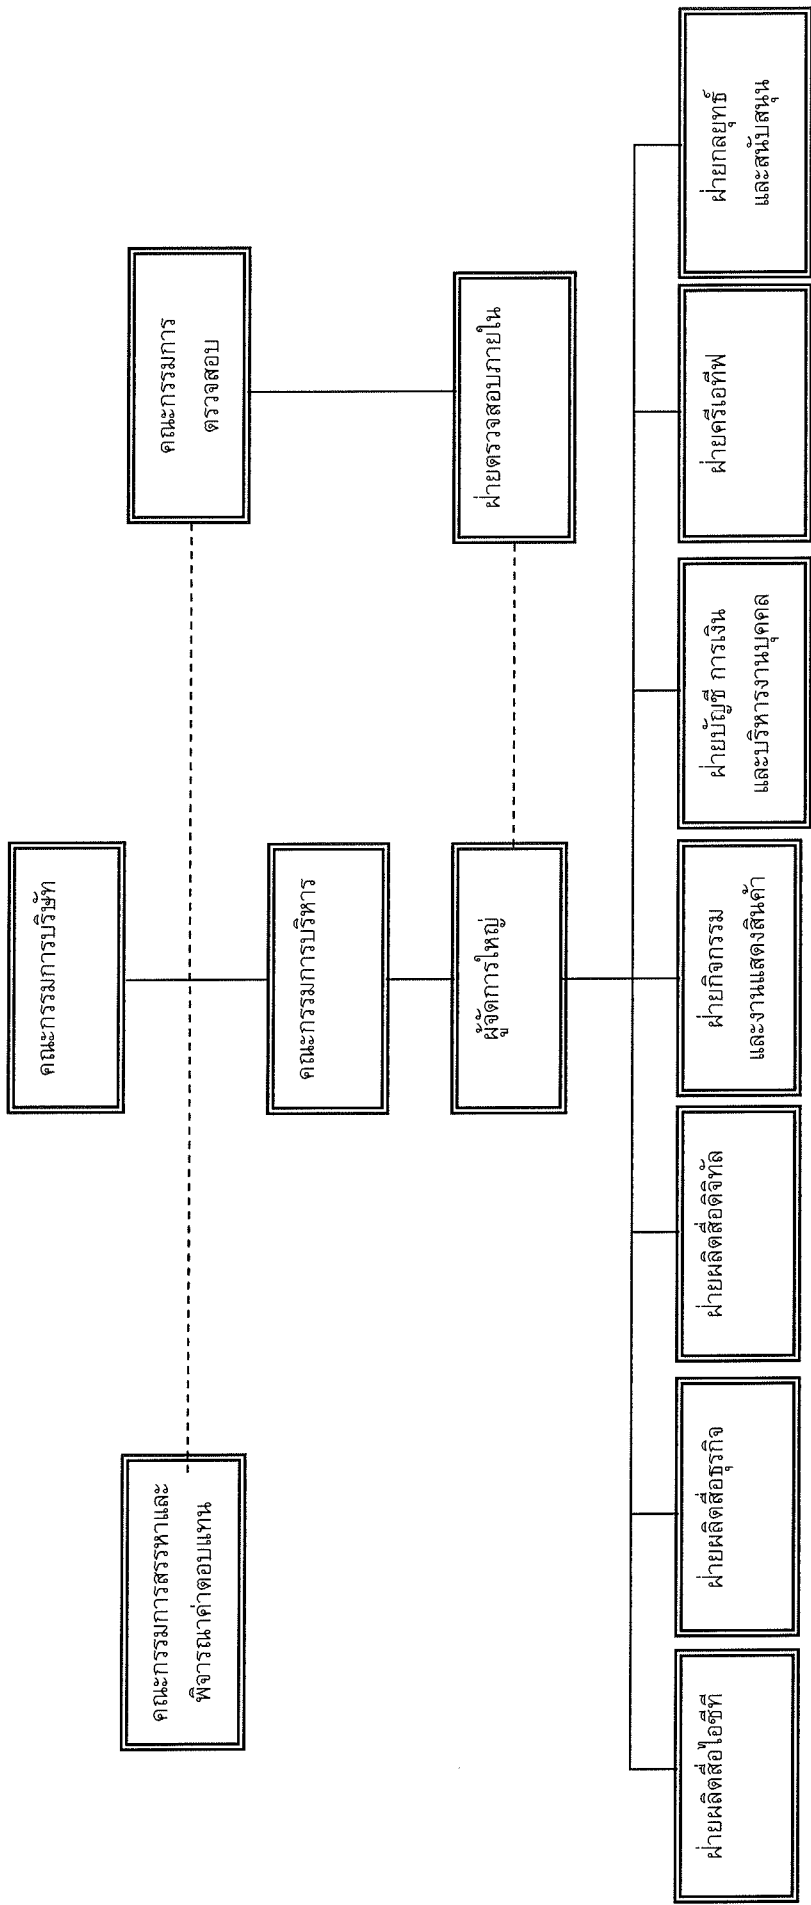 คณะกรรมการบริษัท
คณะกรรมการสรรหาและ
พิจารณาค่าตอบแทน
คณะกรรมการ
ตรวจสอบ
คณะกรรมการบริหาร
ผู้จัดการใหญ่
ฝ่ายตรวจสอบภายใน
ฝ่ายผลิตสื่อไอซีที
ฝ่ายผลิตสื่อธุรกิจ
ฝ่ายผลิตสื่อดิจิทัล
ฝ่ายกิจกรรม
และงานแสดงสินค้า
ฝ่ายบัญชี การเงิน
และบริหารงานบุคคล
ฝ่ายครีเอทีฟ
ฝ่ายกลยุทธ์
และสนับสนุน